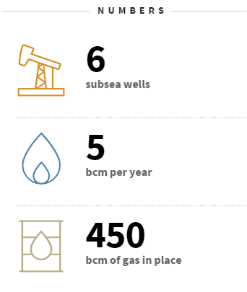 NUMBERS
6
subsea wells
5
bcm per year
450
bcm of gas in place